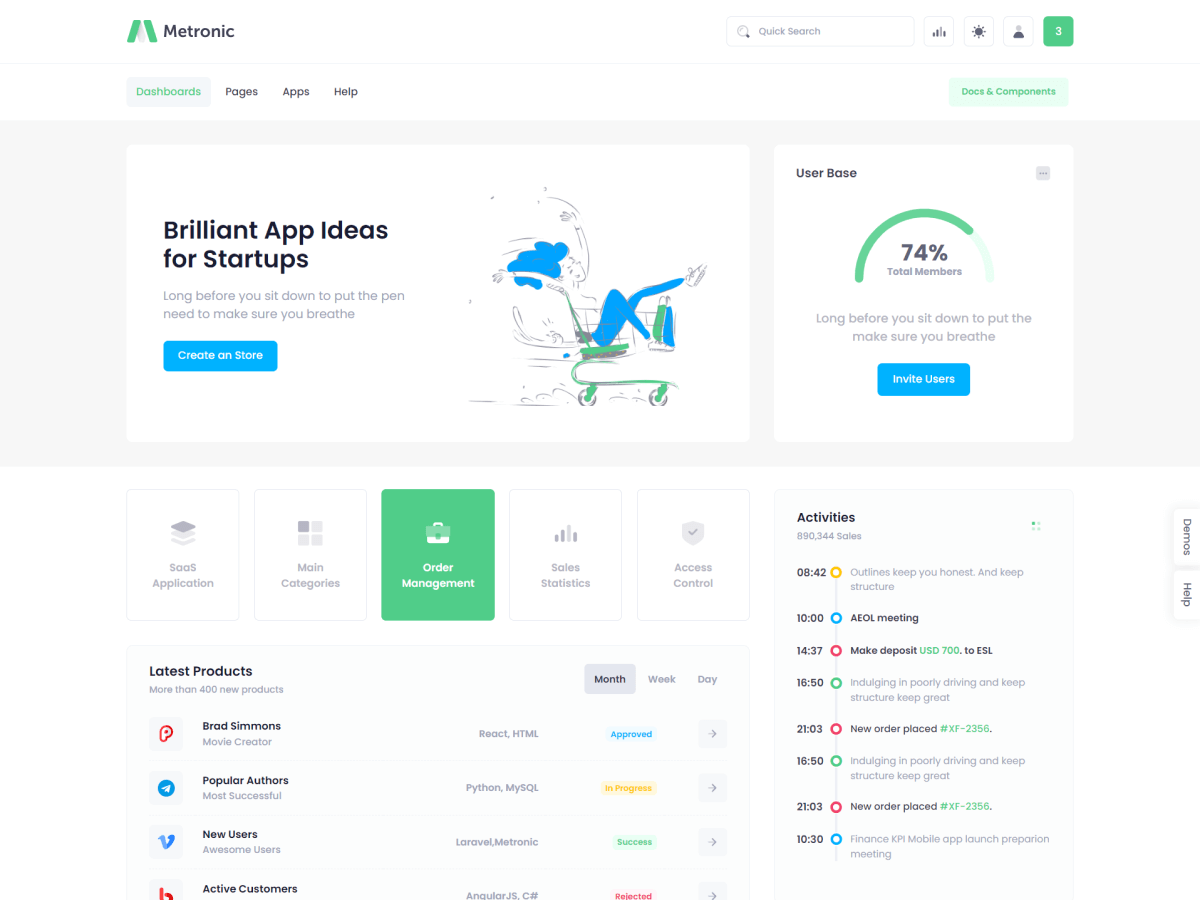 Metronic
Quick Search
3
Dashboards
Pages
Apps
Help
Docs & Components
Brilliant App Ideas
for Startups
Long before you sit down to put the pen
need to make sure you breathe
Create an Store
User Base
74%
Total Members
Long before you sit down to put the
make sure you breathe
Invite Users
SaaS
Application
Main
Categories
Order
Management
Sales
Statistics
Access
Control
Latest Products
More than 400 new products
Month
Week
Day
Brad Simmons
Movie Creator
React, HTML
Approved
Popular Authors
Most Successful
Python, MySQL
In Progress
New Users
Awesome Users
Laravel,Metronic
Success
Active Customers
AngularJS, C#
Rejected
Activities
890,344 Sales
08:42 Outlines keep you honest. And keep
structure
10:00 AEOL meeting
14:37 Make deposit USD 700. to ESL
16:50 Indulging in poorly driving and keep
structure keep great
21:03 New order placed #XF-2356.
16:50 Indulging in poorly driving and keep
structure keep great
21:03 New order placed #XF-2356.
10:30 Finance KPI Mobile app launch preparion
meeting
Demos
Help